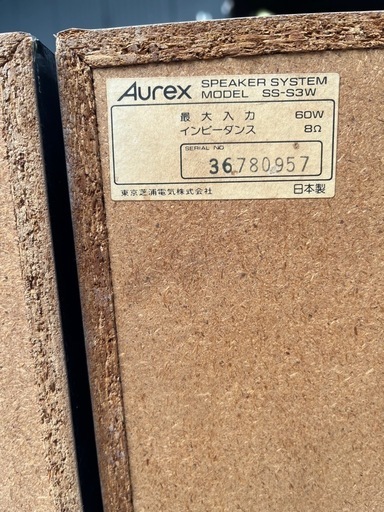 Aurex SPEAKER SYSTEM
MODEL SS-S3W
最大入力 60W
インピーダンス 8Ω
SERIAL NO
36780957
東京芝浦電気株式会社 日本製